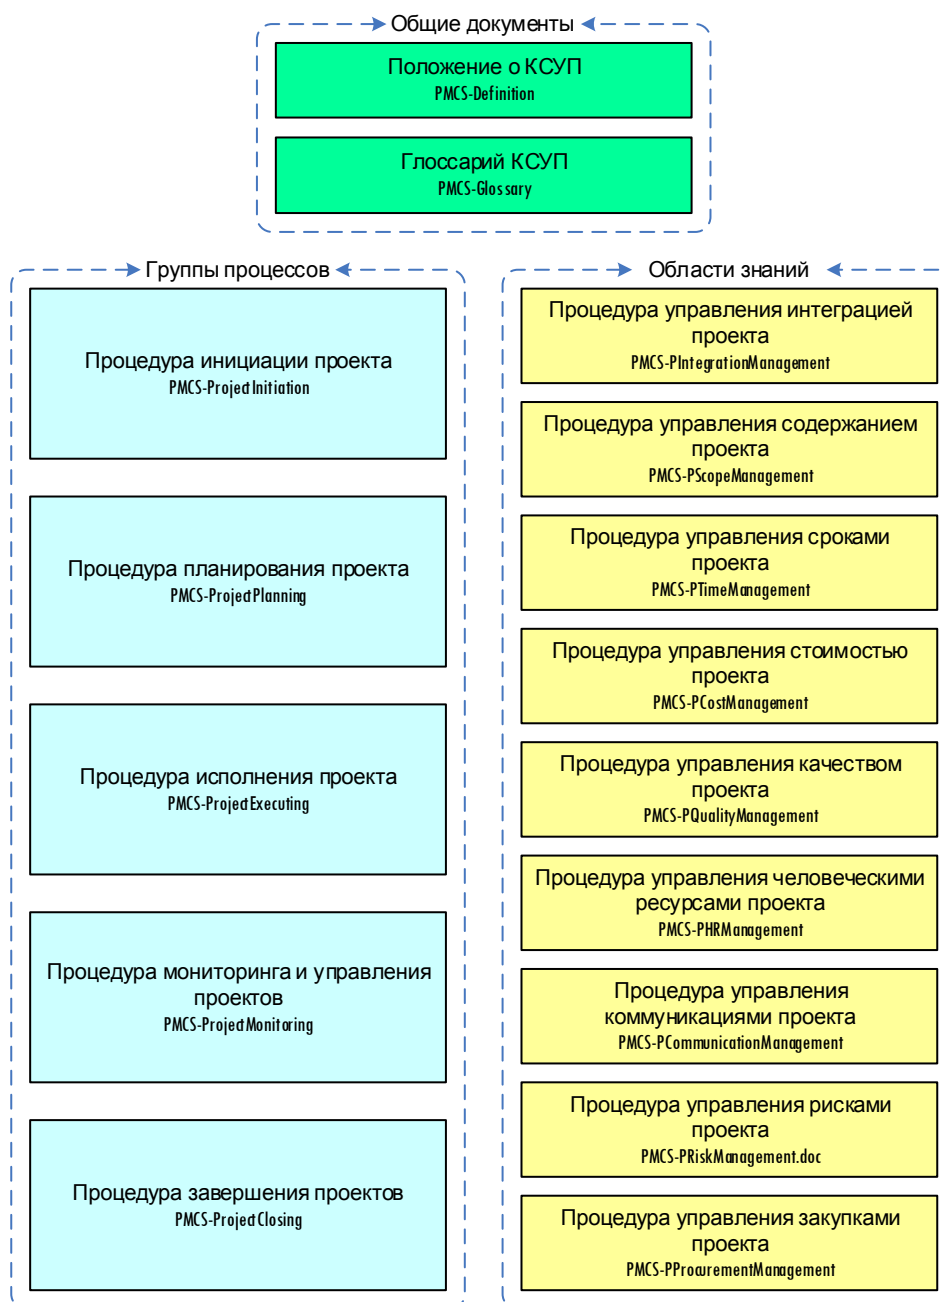 Общие документы
Положение о КСУП
PMCS-Definition
Глоссарий КСУП
PMCS-Glossary
Группы процессов
Процедура инициации проекта
PMCS-ProjectInitiation
Процедура планирования проекта
PMCS-ProjectPlanning
Процедура исполнения проекта
PMCS-ProjectExecuting
Процедура мониторинга и управления
проектов
PMCS-ProjectMonitoring
Процедура завершения проектов
PMCS-ProjectClosing
Области знаний
Процедура управления интеграцией
проекта
PMCS-PIntegrationManagement
Процедура управления содержанием
проекта
PMCS-PScopeManagement
Процедура управления сроками
проекта
PMCS-PTimeManagement
Процедура управления стоимостью
проекта
PMCS-PCostManagement
Процедура управления качеством
проекта
PMCS-PQualityManagement
Процедура управления человеческими
ресурсами проекта
PMCS-PHRManagement
Процедура управления
коммуникациями проекта
PMCS-PCommunicationManagement
Процедура управления рисками
проекта
PMCS-PRiskManagement.doc
Процедура управления закупками
проекта
PMCS-PProcurementManagement